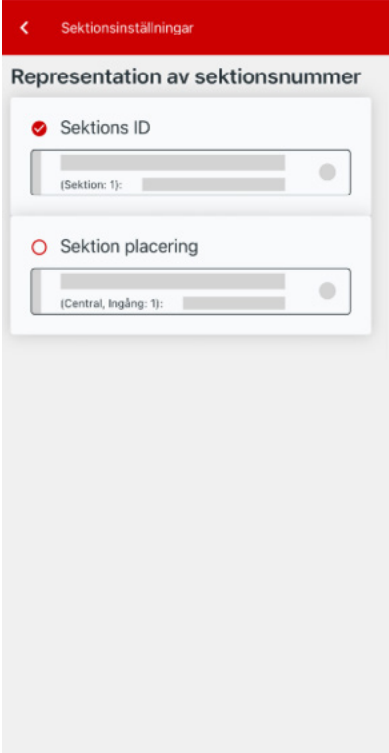 Sektionsinställningar
Representation av sektionsnummer
Sektions ID
(Sektion: 1):
Sektion placering
(Central, Ingång: 1):